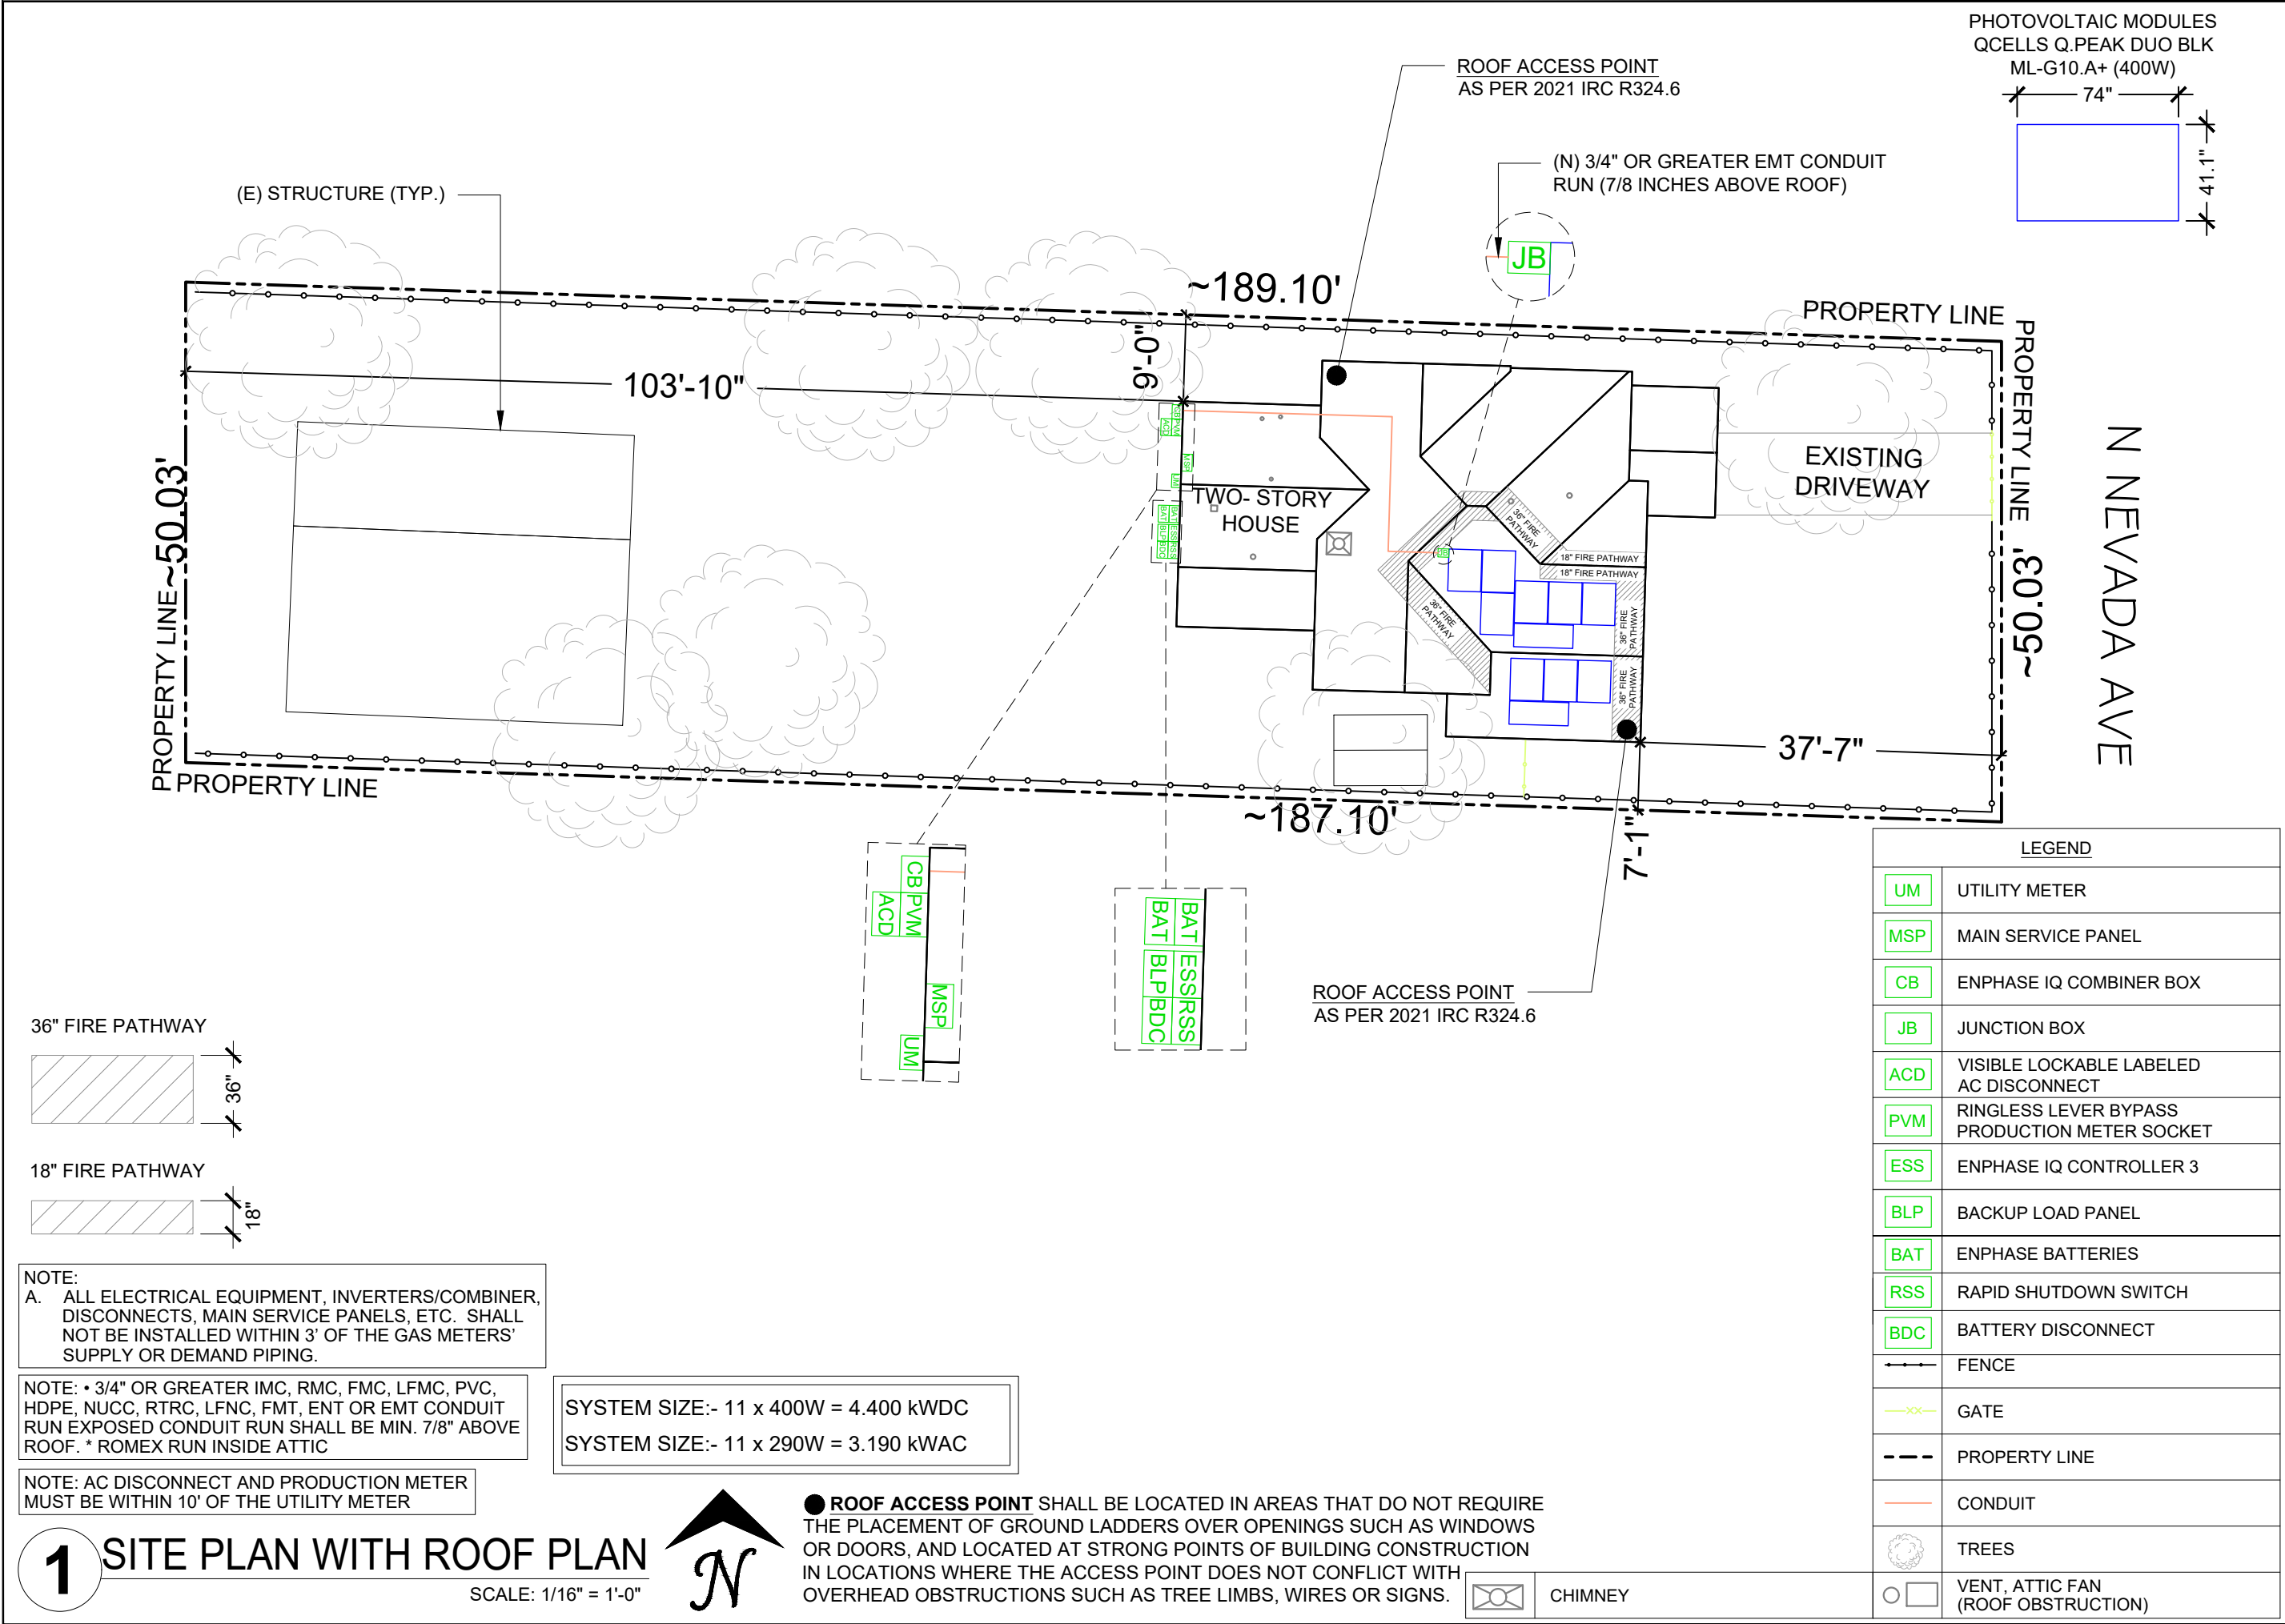 PHOTOVOLTAIC MODULES
QCELLS Q.PEAK DUO BLK
ML-G10.A+ (400W)
74"
41.1"
ROOF ACCESS POINT
AS PER 2021 IRC R324.6
(N) 3/4" OR GREATER EMT CONDUIT
RUN (7/8 INCHES ABOVE ROOF)
JB
(E) STRUCTURE (TYP.)
~189.10'
PROPERTY LINE
103'-10"
9'-0"
PROPERTY LINE ~50.03'
PROPERTY LINE ~50.03'
N NEVADA AVE
EXISTING
DRIVEWAY
TWO- STORY
HOUSE
CB PVM
ACD
MSP
UM
BAT ESS RSS
BAT BLP BDC
JB
36" FIRE
PATHWAY
18" FIRE PATHWAY
18" FIRE PATHWAY
36" FIRE
PATHWAY
36" FIRE
PATHWAY
36" FIRE
PATHWAY
37'-7"
PROPERTY LINE
~187.10'
7'-1"
CB PVM
ACD
MSP
UM
BAT ESS RSS
BAT BLP BDC
ROOF ACCESS POINT
AS PER 2021 IRC R324.6
LEGEND
UM UTILITY METER
MSP MAIN SERVICE PANEL
CB ENPHASE IQ COMBINER BOX
JB JUNCTION BOX
ACD VISIBLE LOCKABLE LABELED
AC DISCONNECT
PVM RINGLESS LEVER BYPASS
PRODUCTION METER SOCKET
ESS ENPHASE IQ CONTROLLER 3
BLP BACKUP LOAD PANEL
BAT ENPHASE BATTERIES
RSS RAPID SHUTDOWN SWITCH
BDC BATTERY DISCONNECT
FENCE
GATE
PROPERTY LINE
CONDUIT
TREES
VENT, ATTIC FAN
(ROOF OBSTRUCTION)
CHIMNEY
36" FIRE PATHWAY
36"
18" FIRE PATHWAY
18"
NOTE:
A. ALL ELECTRICAL EQUIPMENT, INVERTERS/COMBINER,
DISCONNECTS, MAIN SERVICE PANELS, ETC. SHALL
NOT BE INSTALLED WITHIN 3' OF THE GAS METERS'
SUPPLY OR DEMAND PIPING.
NOTE: • 3/4" OR GREATER IMC, RMC, FMC, LFMC, PVC,
HDPE, NUCC, RTRC, LFNC, FMT, ENT OR EMT CONDUIT
RUN EXPOSED CONDUIT RUN SHALL BE MIN. 7/8" ABOVE
ROOF. * ROMEX RUN INSIDE ATTIC
NOTE: AC DISCONNECT AND PRODUCTION METER
MUST BE WITHIN 10' OF THE UTILITY METER
SYSTEM SIZE:- 11 x 400W = 4.400 kWDC
SYSTEM SIZE:- 11 x 290W = 3.190 kWAC
1 SITE PLAN WITH ROOF PLAN
SCALE: 1/16" = 1'-0"
N
ROOF ACCESS POINT SHALL BE LOCATED IN AREAS THAT DO NOT REQUIRE
THE PLACEMENT OF GROUND LADDERS OVER OPENINGS SUCH AS WINDOWS
OR DOORS, AND LOCATED AT STRONG POINTS OF BUILDING CONSTRUCTION
IN LOCATIONS WHERE THE ACCESS POINT DOES NOT CONFLICT WITH
OVERHEAD OBSTRUCTIONS SUCH AS TREE LIMBS, WIRES OR SIGNS.